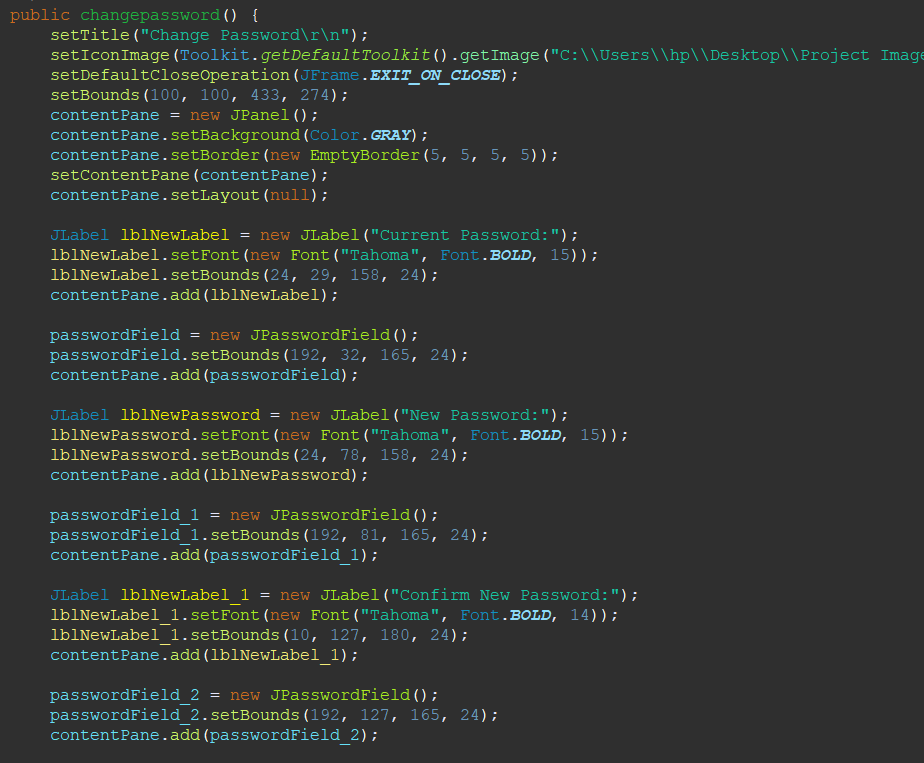 public changepassword() {
setTitle("Change Password\r\n");
setIconImage(Toolkit.getDefaultToolkit().getImage("C:\\Users\\hp\\Desktop\\Project Image
setDefaultCloseOperation(JFrame.EXIT_ON_CLOSE);
setBounds(100, 100, 433, 274);
contentPane = new JPanel();
contentPane.setBackground(Color.GRAY);
contentPane.setBorder(new EmptyBorder(5, 5, 5, 5));
setContentPane(contentPane);
contentPane.setLayout(null);
JLabel lblNewLabel = new JLabel("Current Password:");
lblNewLabel.setFont(new Font("Tahoma", Font.BOLD, 15));
lblNewLabel.setBounds(24, 29, 158, 24);
contentPane.add(lblNewLabel);
passwordField = new JPasswordField();
passwordField.setBounds(192, 32, 165, 24);
contentPane.add(passwordField);
JLabel lblNewPassword = new JLabel("New Password:");
lblNewPassword.setFont(new Font("Tahoma", Font.BOLD, 15));
lblNewPassword.setBounds(24, 78, 158, 24);
contentPane.add(lblNewPassword);
passwordField_1 = new JPasswordField();
passwordField_1.setBounds(192, 81, 165, 24);
contentPane.add(passwordField_1);
JLabel lblNewLabel_1 = new JLabel("Confirm New Password:");
lblNewLabel_1.setFont(new Font("Tahoma", Font.BOLD, 14));
lblNewLabel_1.setBounds(10, 127, 180, 24);
contentPane.add(lblNewLabel_1);
passwordField_2 = new JPasswordField();
passwordField_2.setBounds(192, 127, 165, 24);
contentPane.add(passwordField_2);